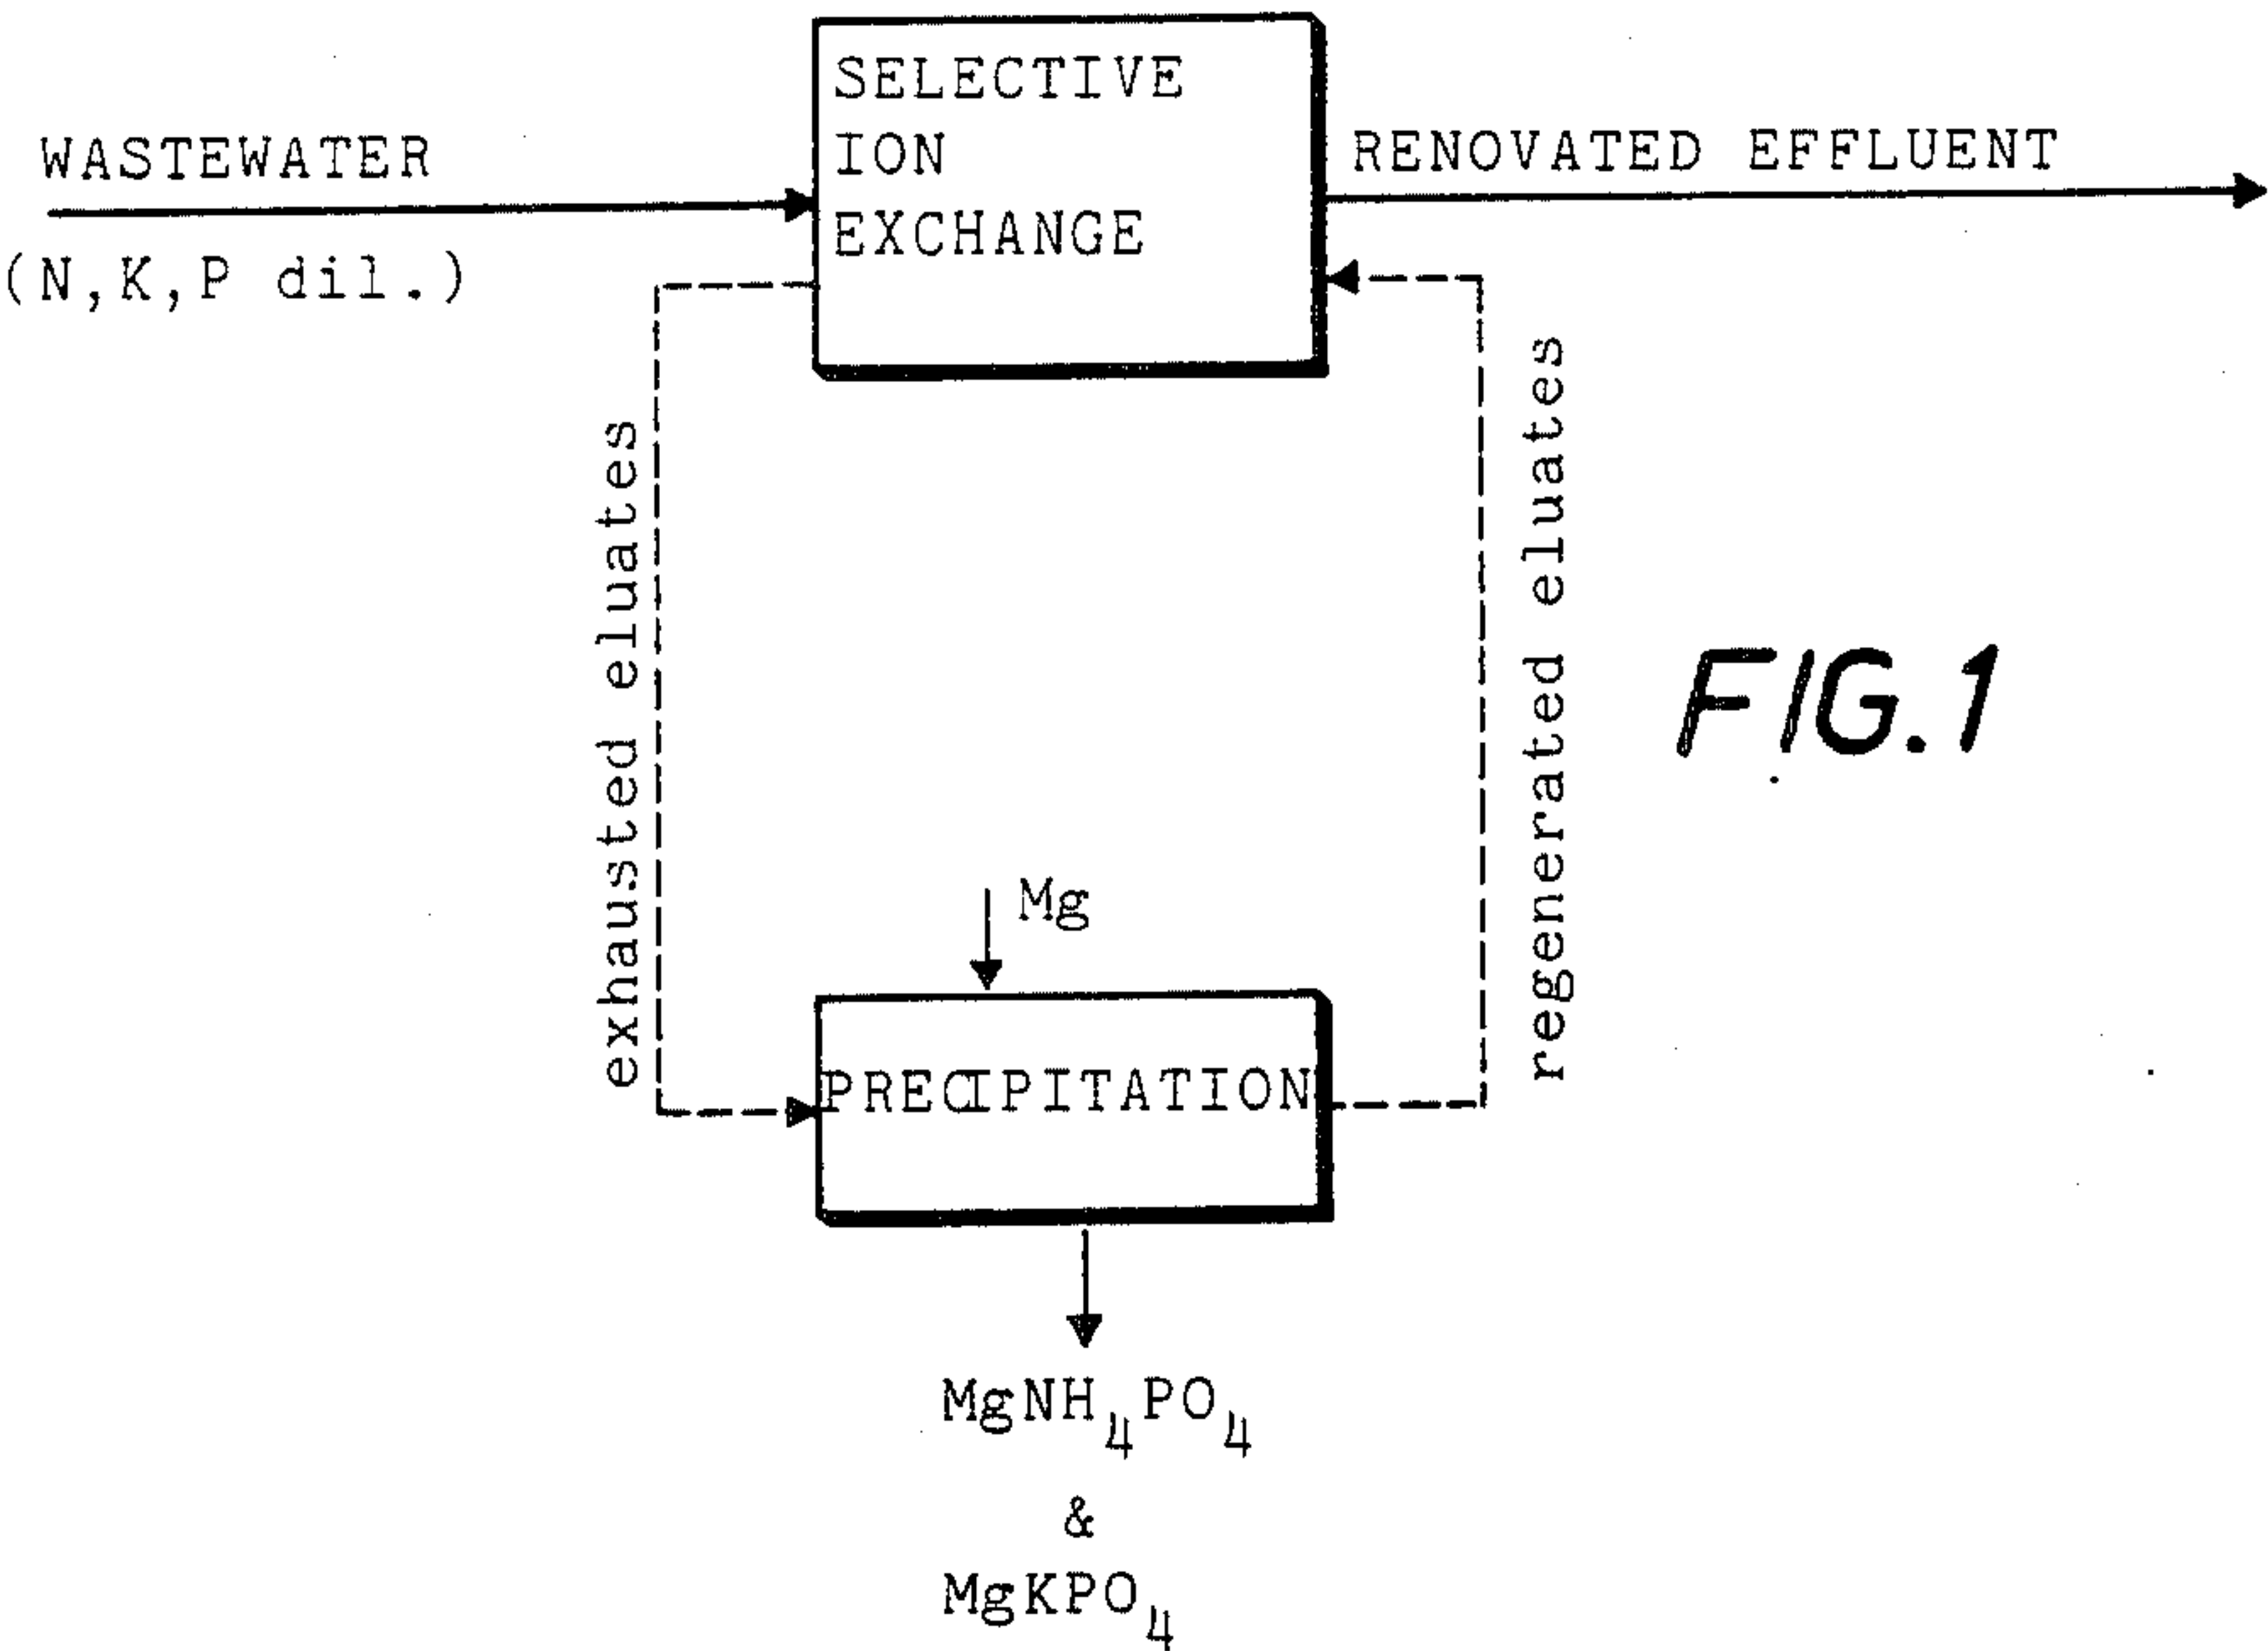 SELECTIVE
ION
EXCHANGE
WASTEWATER
(N,K,P dil.)
RENOVATED EFFLUENT
exhausted eluates
regenerated eluates
FIG.1
Mg
PRECIPITATION
MgNH₄PO₄
&
MgKPO₄